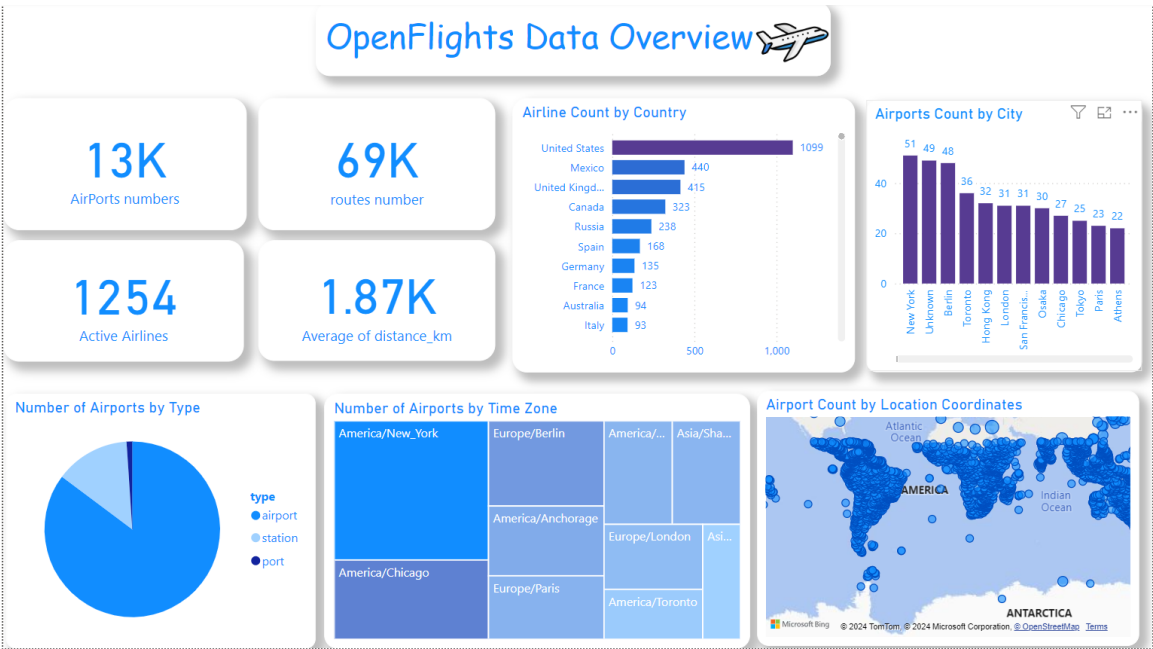 OpenFlights Data Overview
13K
AirPorts numbers
69K
routes number
1254
Active Airlines
1.87K
Average of distance_km
Airline Count by Country
United States
1099
Mexico
440
United Kingd...
415
Canada
323
Russia
238
Spain
168
Germany
135
France
123
Australia
94
Italy
93
0
500
1,000
Airports Count by City
40
20
0
51
49
48
36
32
31
31
30
27
25
23
22
New York
Unknown
Berlin
Toronto
Hong Kong
London
San Francis...
Osaka
Chicago
Tokyo
Paris
Athens
Number of Airports by Type
type
airport
station
port
Number of Airports by Time Zone
America/New_York
America/Chicago
Europe/Berlin
America/Anchorage
Europe/Paris
America/...
Asia/Sha...
Europe/London
America/Toronto
Asi...
Airport Count by Location Coordinates
Atlantic
Ocean
AMERICA
Indian
Ocean
ANTARCTICA
Microsoft Bing
© 2024 TomTom, © 2024 Microsoft Corporation, © OpenStreetMap Terms